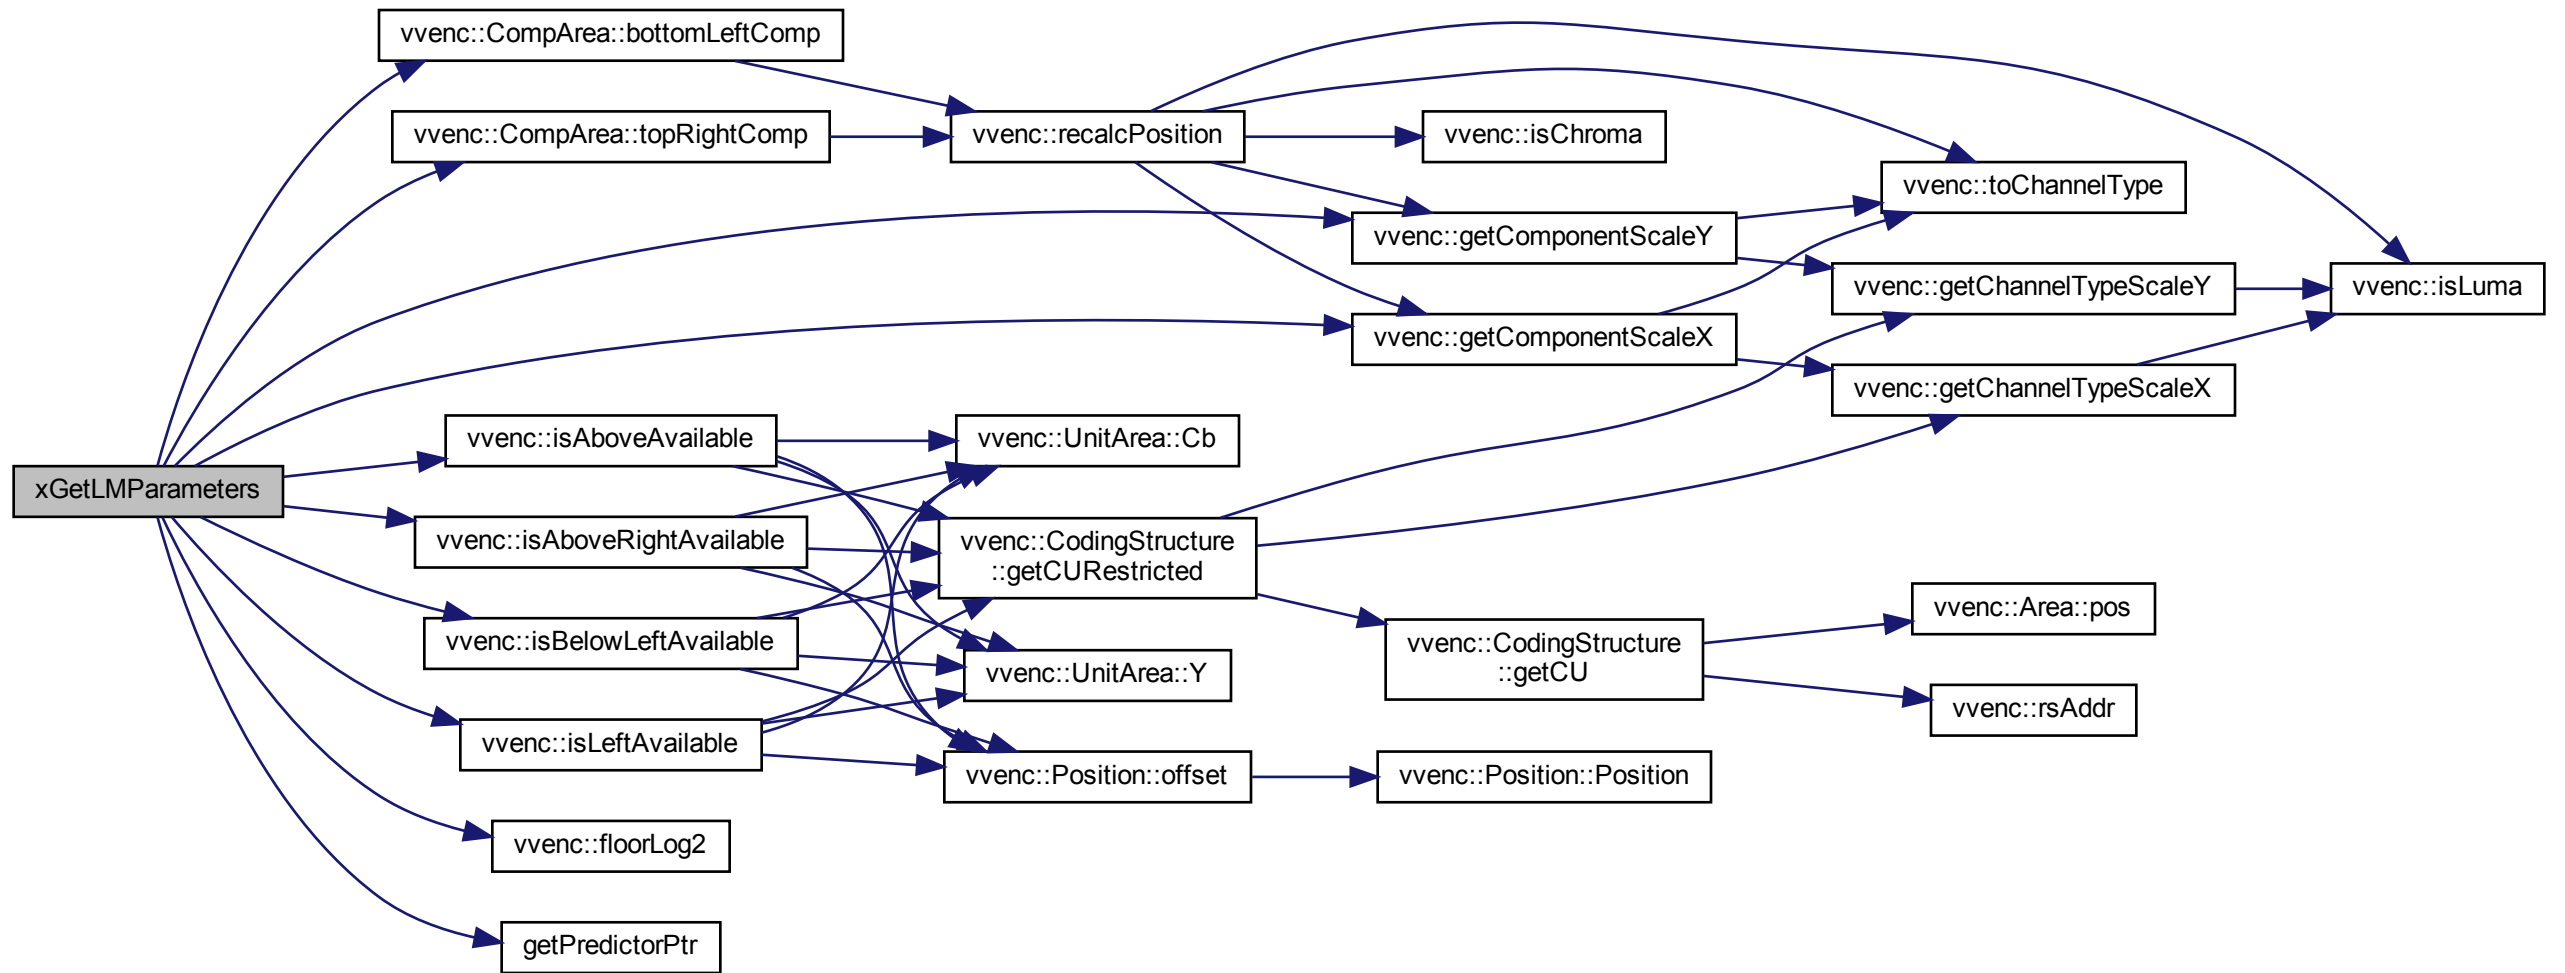 xGetLMParameters
vvenc::CompArea::bottomLeftComp
vvenc::CompArea::topRightComp
vvenc::isAboveAvailable
vvenc::isAboveRightAvailable
vvenc::isBelowLeftAvailable
vvenc::isLeftAvailable
vvenc::floorLog2
getPredictorPtr
vvenc::recalcPosition
vvenc::UnitArea::Cb
vvenc::CodingStructure
::getCURestricted
vvenc::UnitArea::Y
vvenc::Position::offset
vvenc::isChroma
vvenc::getComponentScaleY
vvenc::getComponentScaleX
vvenc::CodingStructure
::getCU
vvenc::Position::Position
vvenc::toChannelType
vvenc::getChannelTypeScaleY
vvenc::getChannelTypeScaleX
vvenc::Area::pos
vvenc::rsAddr
vvenc::isLuma